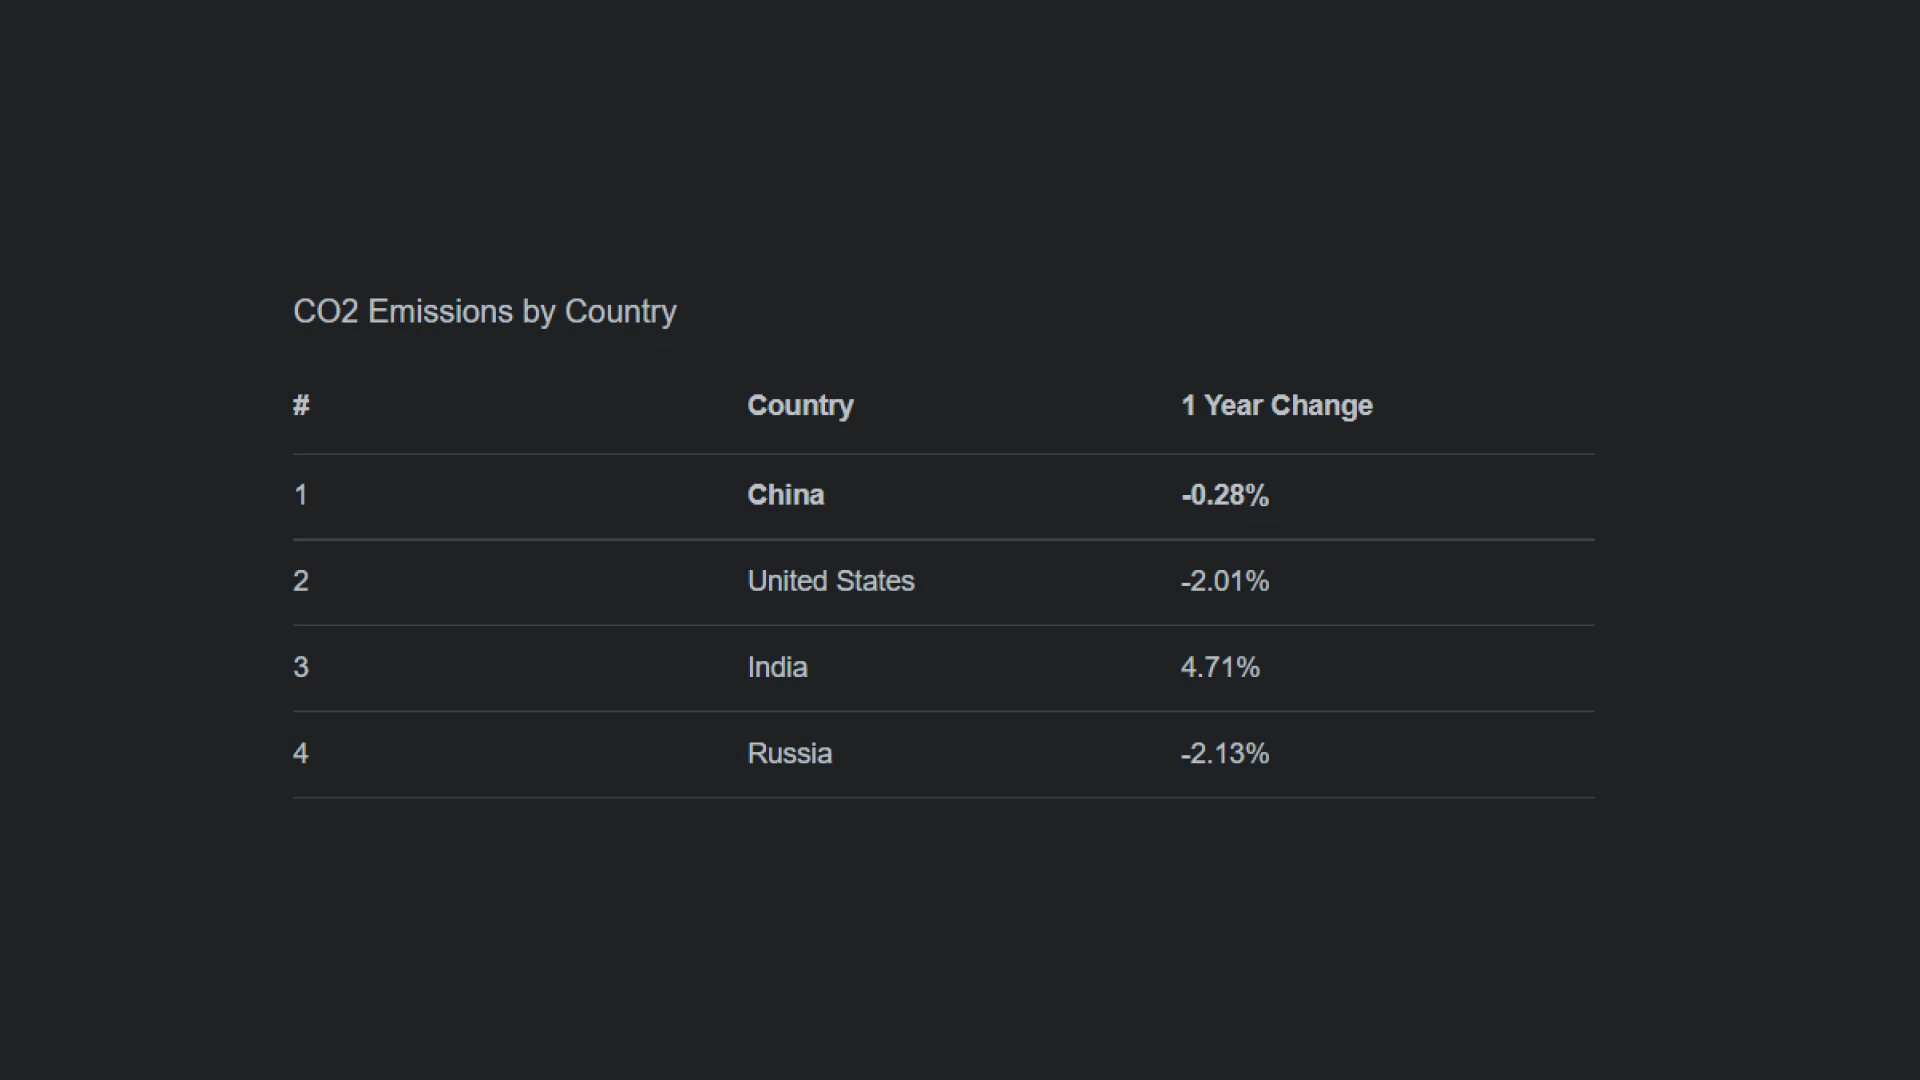 CO2 Emissions by Country
# Country 1 Year Change
1 China -0.28%
2 United States -2.01%
3 India 4.71%
4 Russia -2.13%